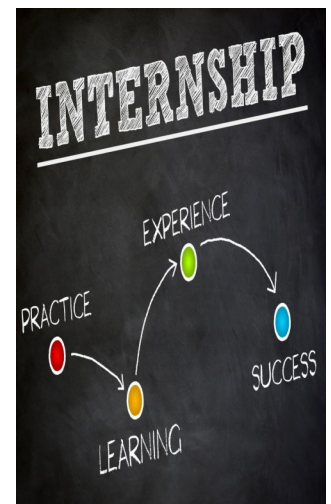 INTERNSHIP
PRACTICE
LEARNING
EXPERIENCE
SUCCESS